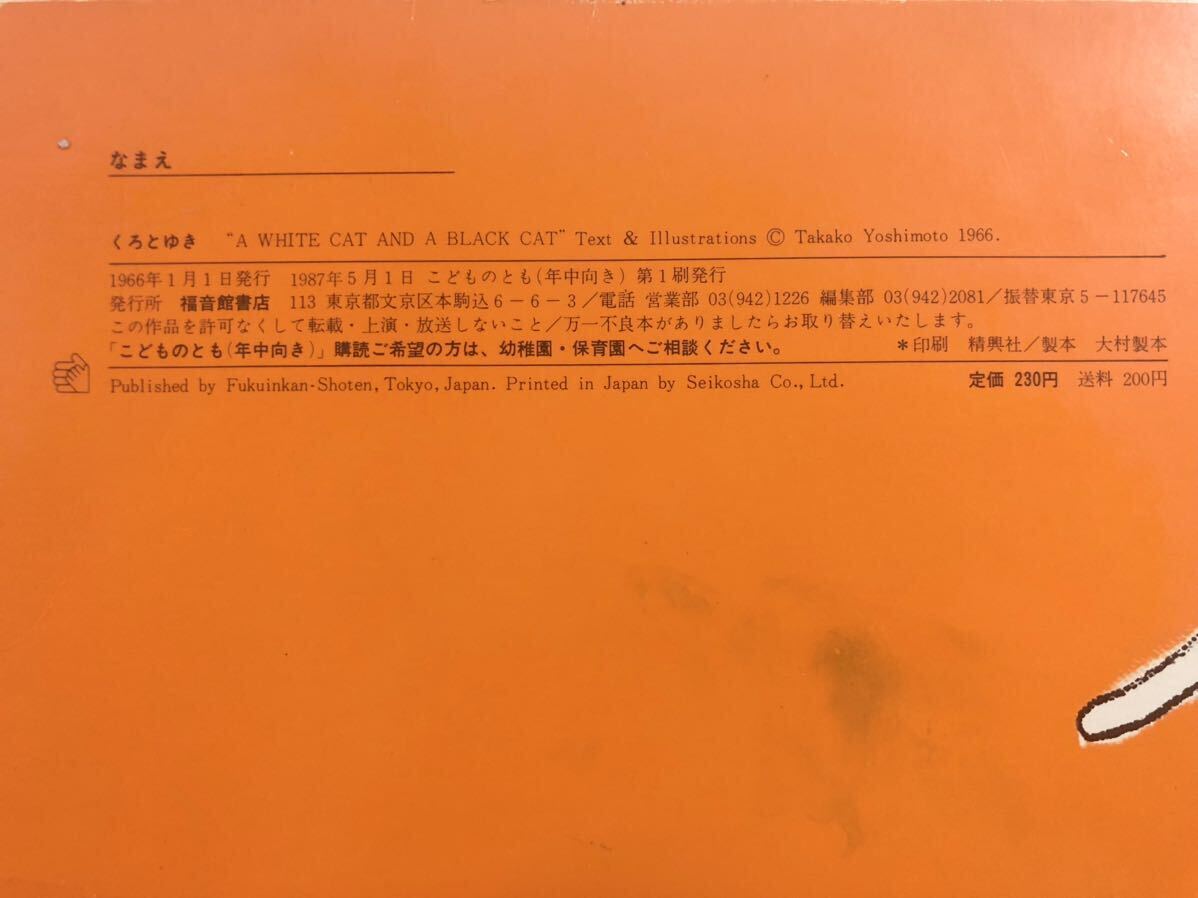 なまえ
くろとゆき “A WHITE CAT AND A BLACK CAT” Text & Illustrations © Takako Yoshimoto 1966.
1966年1月1日発行 1987年5月1日 こどものとも(年中向き) 第1刷発行
発行所 福音館書店 113 東京都文京区本駒込6−6−3／電話 営業部 03(942)1226 編集部 03(942)2081／振替東京5−117645
この作品を許可なくして転載・上演・放送しないこと／万一不良本がありましたらお取り替えいたします。
「こどものとも(年中向き)」購読ご希望の方は、幼稚園・保育園へご相談ください。 ＊印刷 精興社／製本 大村製本
Published by Fukuinkan-Shoten, Tokyo, Japan. Printed in Japan by Seikosha Co., Ltd. 定価 230円 送料 200円